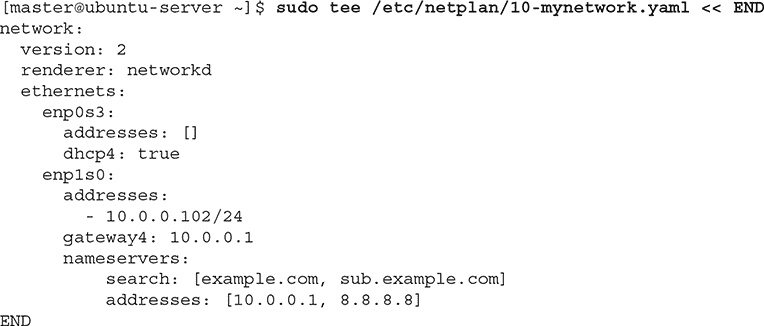 [master@ubuntu-server ~]$ sudo tee /etc/netplan/10-mynetwork.yaml << END
network:
  version: 2
  renderer: networkd
  ethernets:
    enp0s3:
      addresses: []
      dhcp4: true
    enp1s0:
      addresses:
        - 10.0.0.102/24
      gateway4: 10.0.0.1
      nameservers:
          search: [example.com, sub.example.com]
          addresses: [10.0.0.1, 8.8.8.8]
END